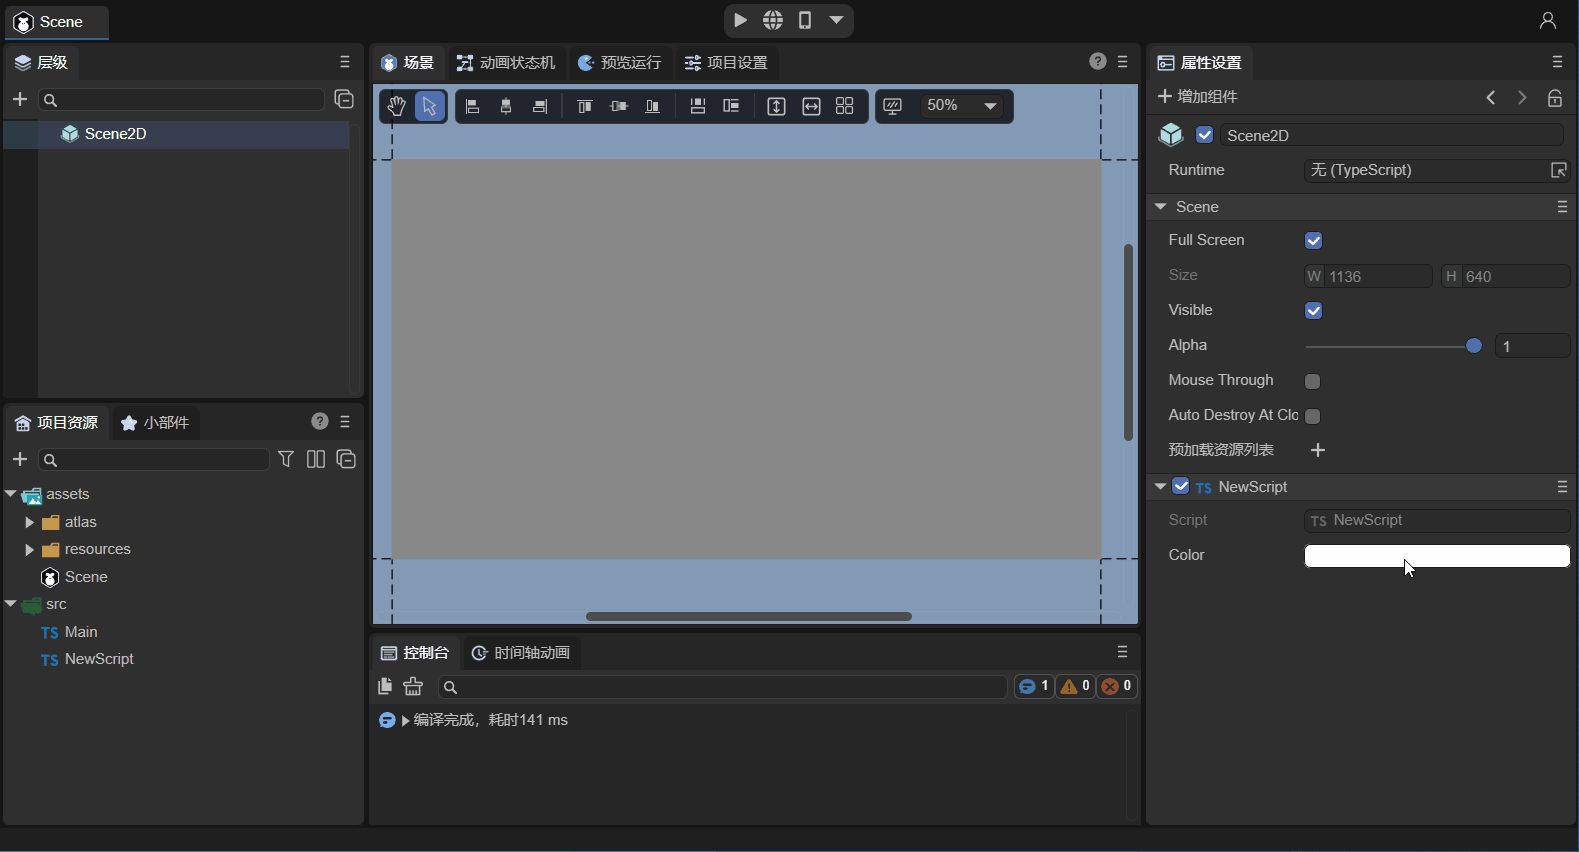 Scene
层级
Scene2D
项目资源
小部件
assets
atlas
resources
Scene
src
TS Main
TS NewScript
场景
动画状态机
预览运行
项目设置
?
50%
控制台
时间轴动画
1
0
0
编译完成，耗时141 ms
属性设置
增加组件
Scene2D
Runtime
无 (TypeScript)
Scene
Full Screen
Size
W 1136
H 640
Visible
Alpha
1
Mouse Through
Auto Destroy At Clo
预加载资源列表
TS NewScript
Script
TS NewScript
Color